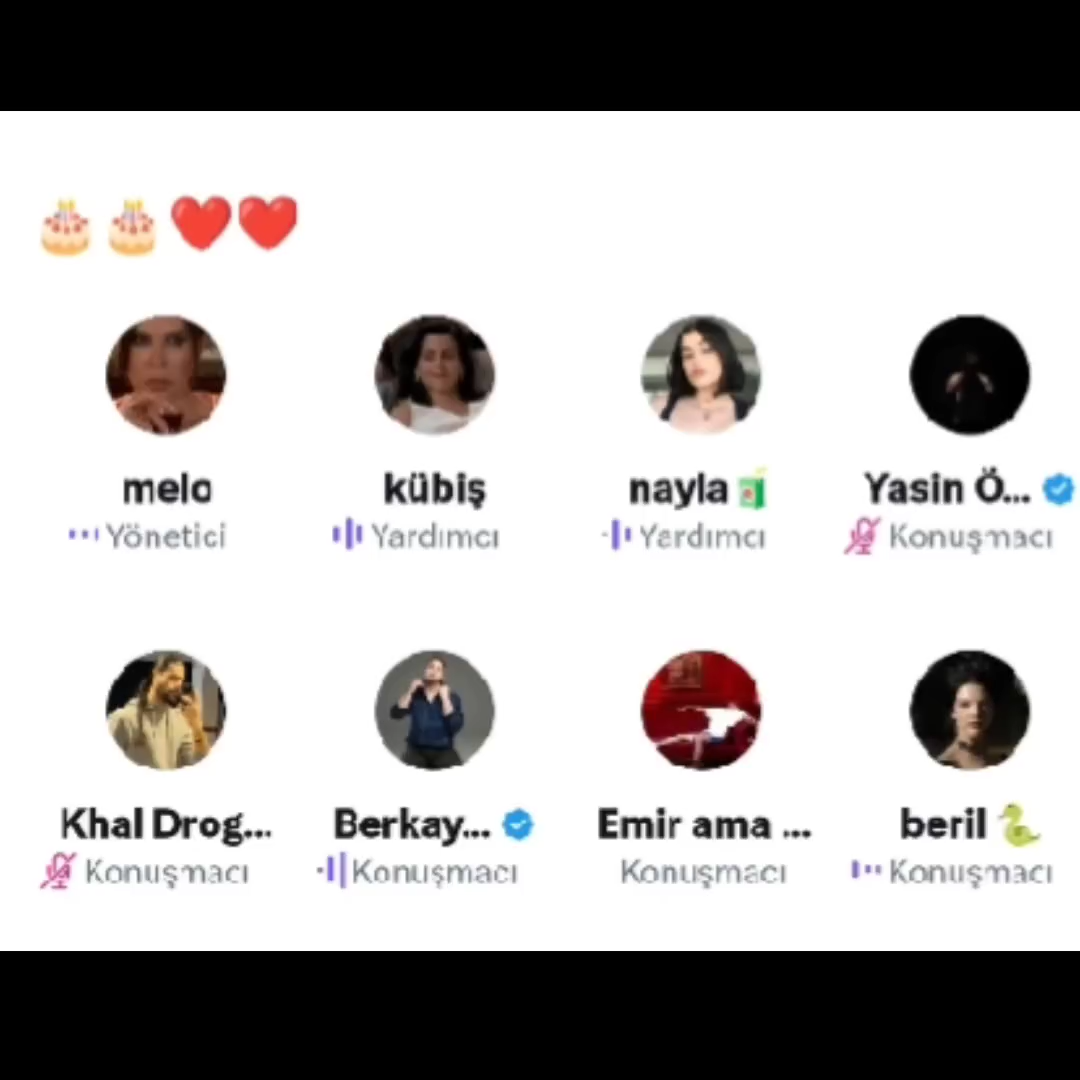 🎂🎂❤️❤️
melo kübiş nayla🧃 Yasin Ö...
Yönetici Yardımcı Yardımcı Konuşmacı
Khal Drog... Berkay... Emir ama ... beril 🐍
Konuşmacı Konuşmacı Konuşmacı Konuşmacı